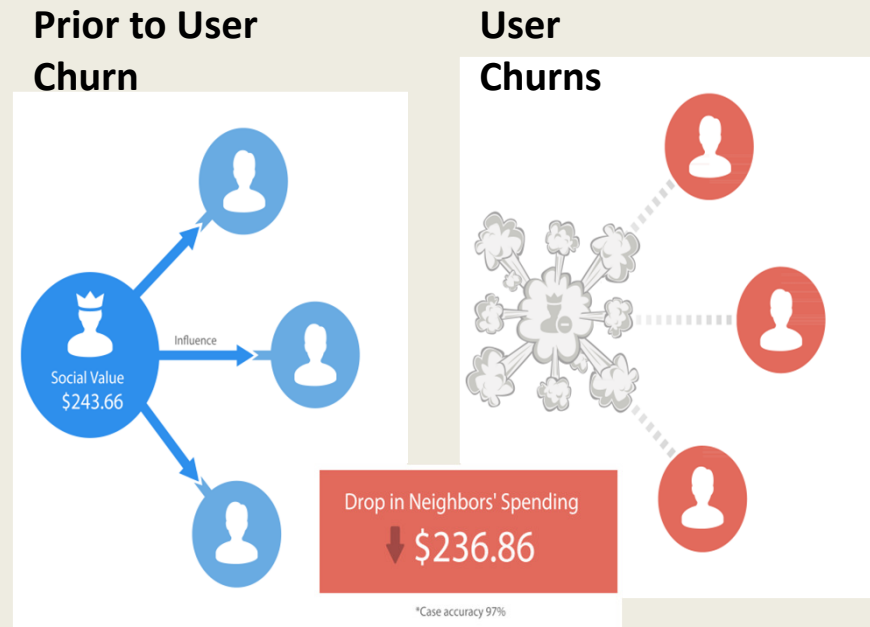 Prior to User
Churn
User
Churns
Influence
Social Value
$243.66
Drop in Neighbors' Spending
$236.86
*Case accuracy 97%